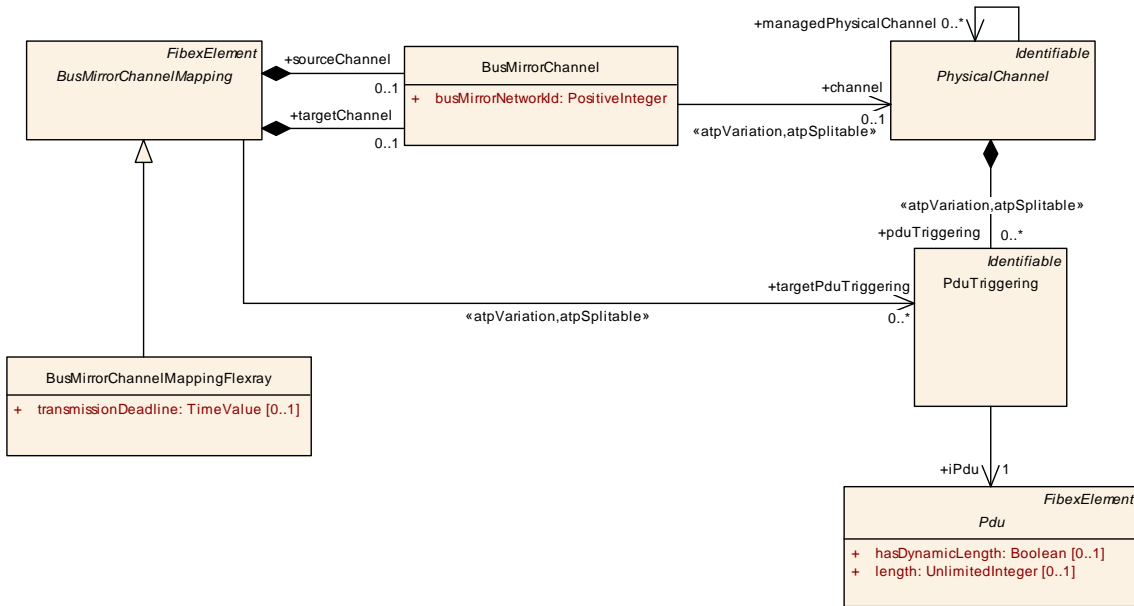 +managedPhysicalChannel 0..*
FibexElement
BusMirrorChannelMapping
+sourceChannel
0..1
+targetChannel
0..1
BusMirrorChannel
+ busMirrorNetworkId: PositiveInteger
+channel
0..1
«atpVariation,atpSplitable»
Identifiable
PhysicalChannel
«atpVariation,atpSplitable»
+pduTriggering 0..*
Identifiable
PduTriggering
+targetPduTriggering
0..*
«atpVariation,atpSplitable»
BusMirrorChannelMappingFlexray
+ transmissionDeadline: TimeValue [0..1]
+iPdu 1
FibexElement
Pdu
+ hasDynamicLength: Boolean [0..1]
+ length: UnlimitedInteger [0..1]